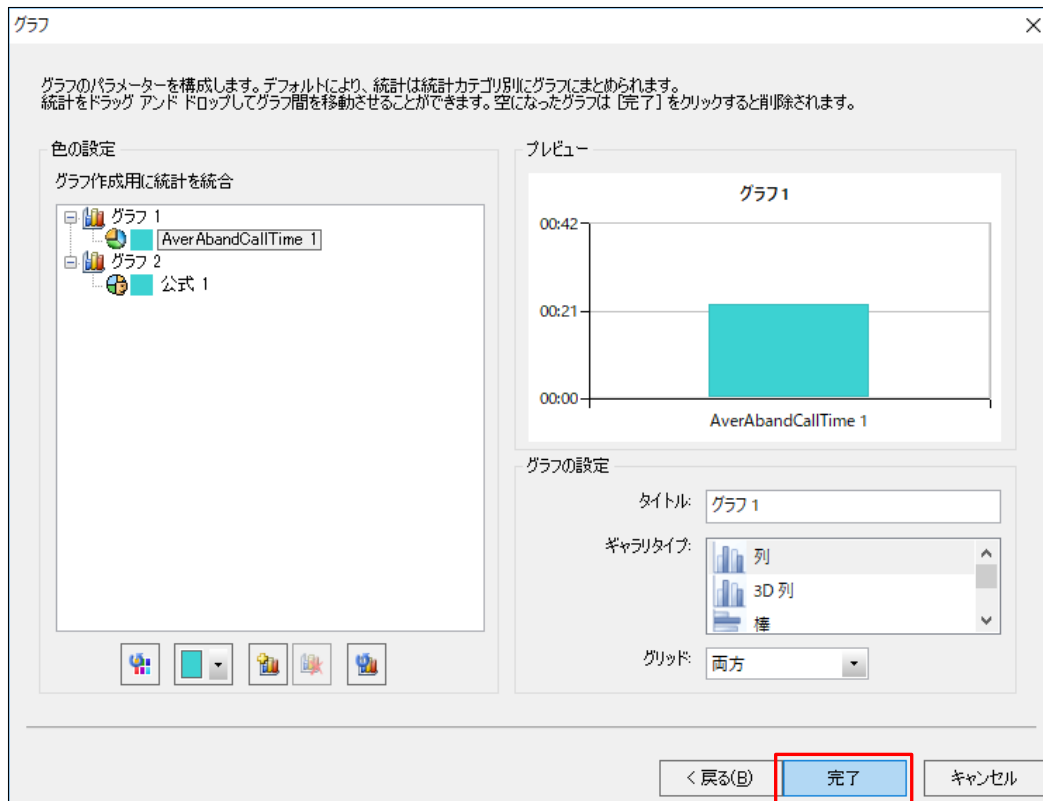 グラフ
グラフのパラメーターを構成します。デフォルトにより、統計は統計カテゴリ別にグラフにまとめられます。
統計をドラッグ アンド ドロップしてグラフ間を移動させることができます。空になったグラフは [完了] をクリックすると削除されます。
色の設定
グラフ作成用に統計を統合
グラフ 1
AverAbandCallTime 1
グラフ 2
公式 1
プレビュー
グラフ1
00:42
00:21
00:00
AverAbandCallTime 1
グラフの設定
タイトル:
グラフ 1
ギャラリタイプ:
列
3D 列
棒
グリッド:
両方
< 戻る(B)
完了
キャンセル